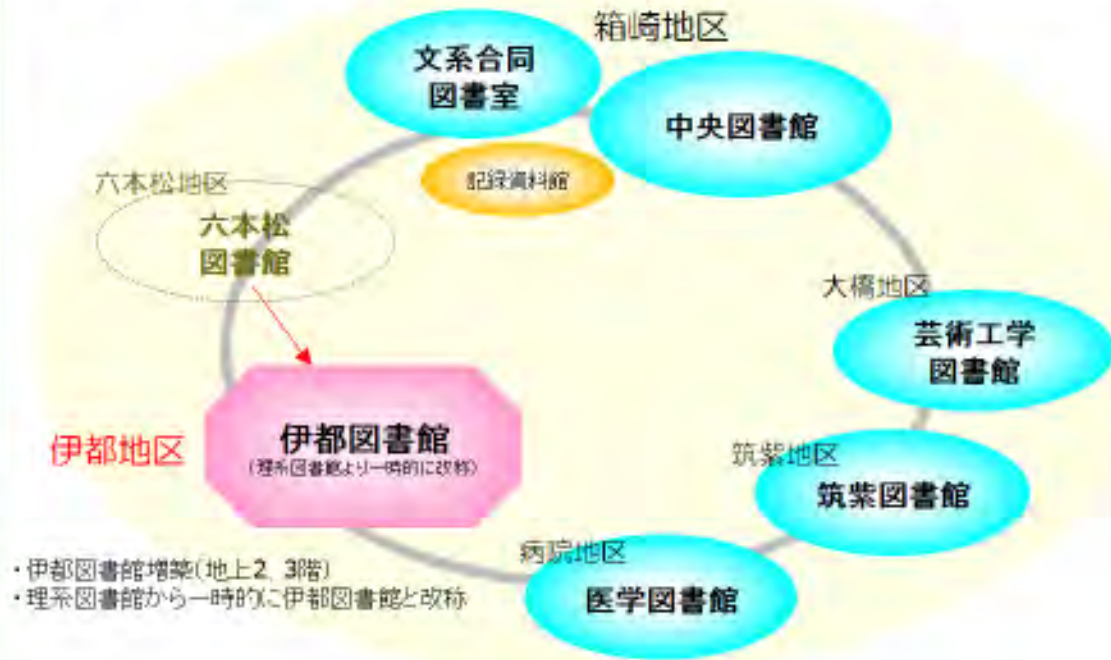 箱崎地区
文系合同
図書室
中央図書館
記録資料館
六本松地区
六本松
図書館
大橋地区
芸術工学
図書館
伊都地区
伊都図書館
(理系図書館より一時的に改称)
筑紫地区
筑紫図書館
病院地区
医学図書館
・伊都図書館増築(地上2、3階)
・理系図書館から一時的に伊都図書館と改称